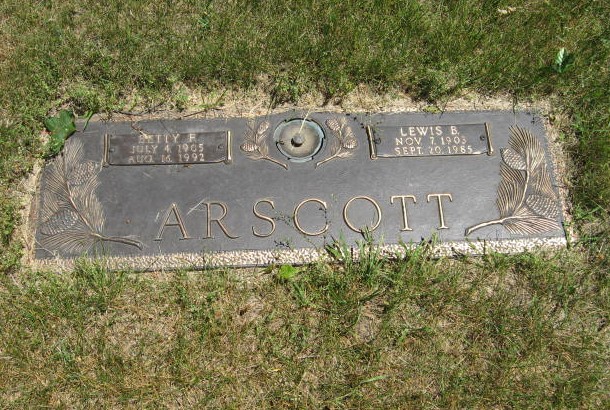 BETTY F.
JULY 4, 1905
AUG. 16, 1992
LEWIS B.
NOV. 7, 1903
SEPT. 20, 1985
ARSCOTT